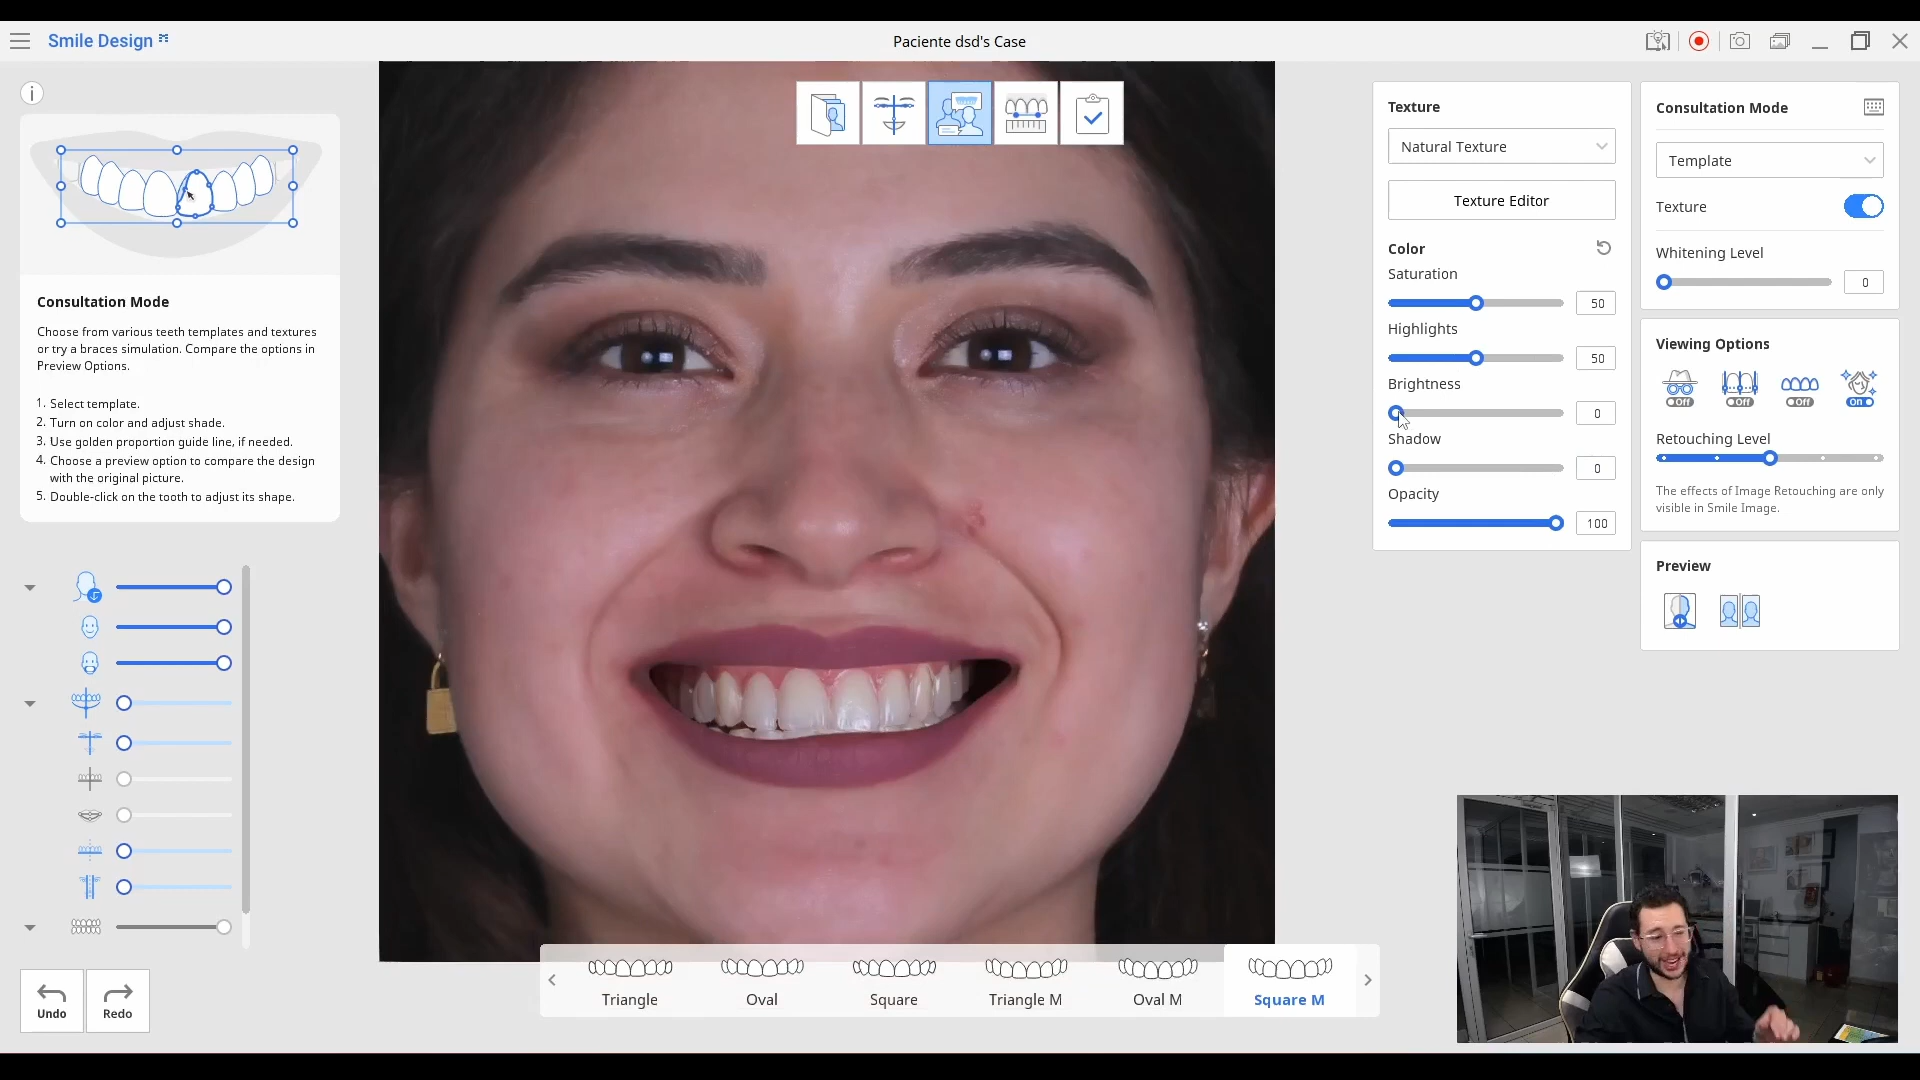 Smile Design
Paciente dsd's Case
Consultation Mode
Choose from various teeth templates and textures
or try a braces simulation. Compare the options in
Preview Options.
1. Select template.
2. Turn on color and adjust shade.
3. Use golden proportion guide line, if needed.
4. Choose a preview option to compare the design
with the original picture.
5. Double-click on the tooth to adjust its shape.
Undo
Redo
Triangle
Oval
Square
Triangle M
Oval M
Square M
Texture
Natural Texture
Texture Editor
Color
Saturation
50
Highlights
50
Brightness
0
Shadow
0
Opacity
100
Consultation Mode
Template
Texture
Whitening Level
0
Viewing Options
Off
Off
Off
On
Retouching Level
The effects of Image Retouching are only
visible in Smile Image.
Preview